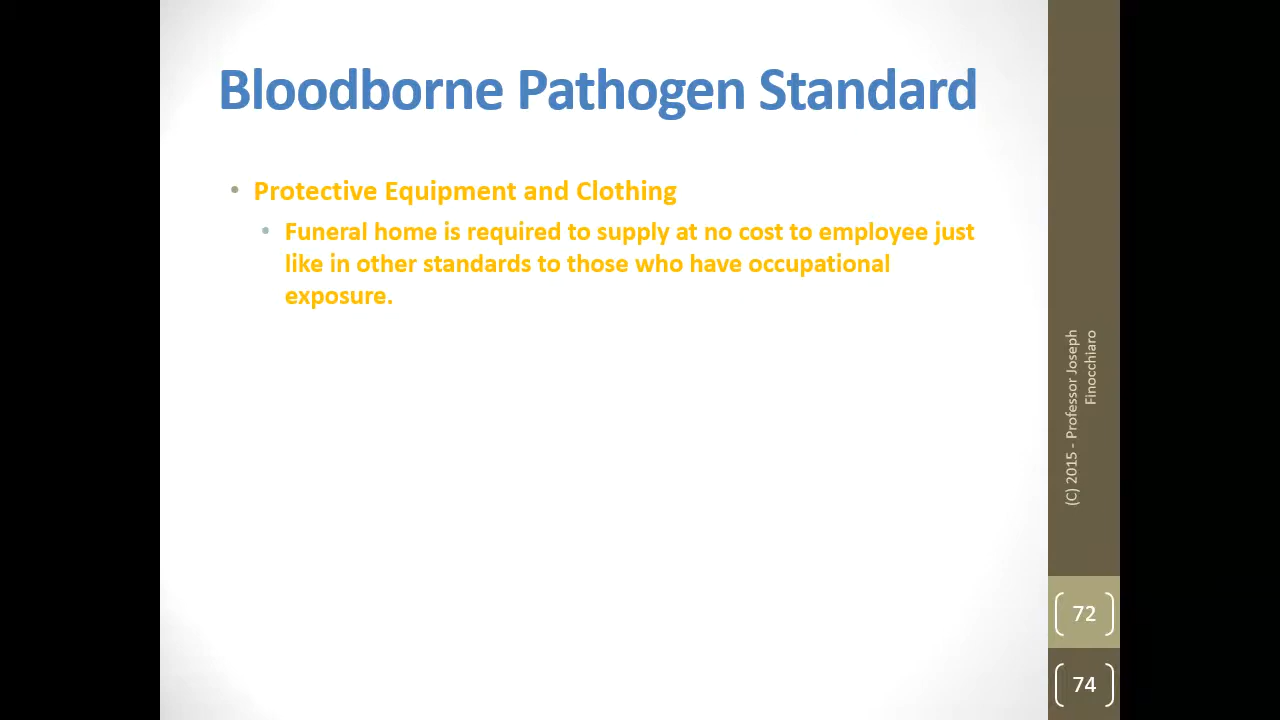 Bloodborne Pathogen Standard
• Protective Equipment and Clothing
• Funeral home is required to supply at no cost to employee just
like in other standards to those who have occupational
exposure.
(C) 2015 - Professor Joseph
Finocchiaro
72
74